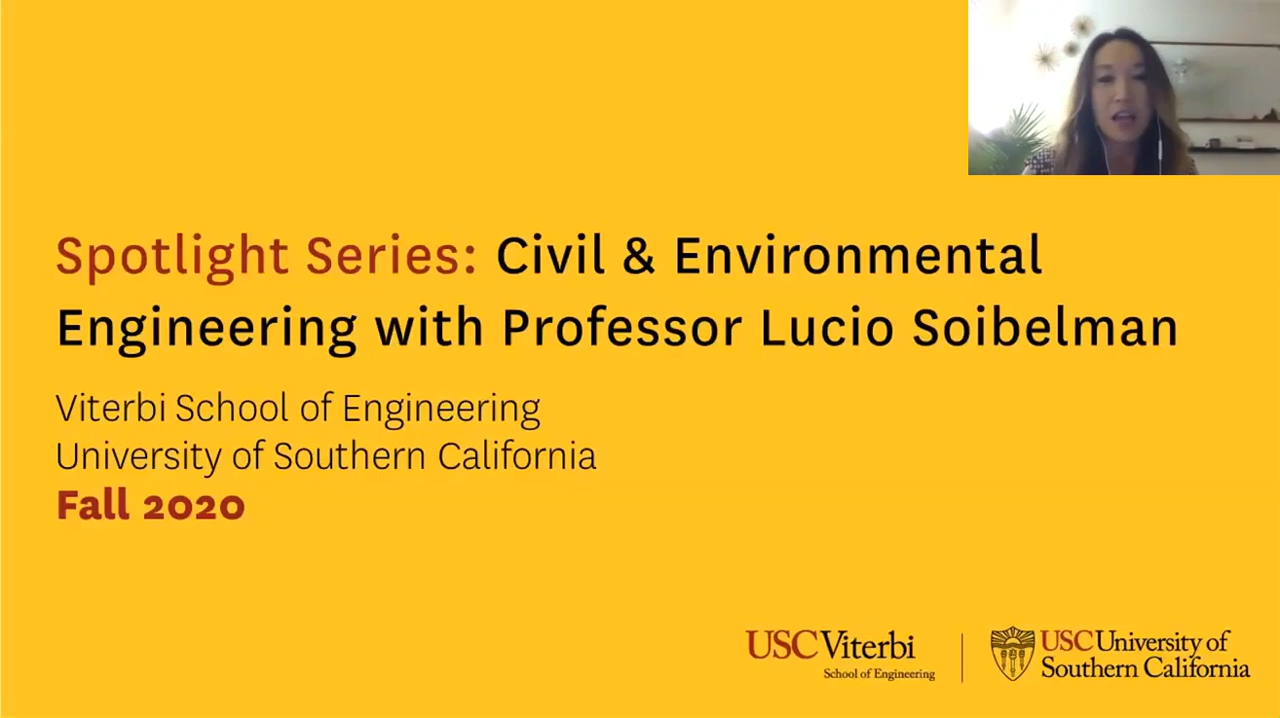 Spotlight Series: Civil & Environmental
Engineering with Professor Lucio Soibelman
Viterbi School of Engineering
University of Southern California
Fall 2020
USC Viterbi
School of Engineering
USC University of
Southern California